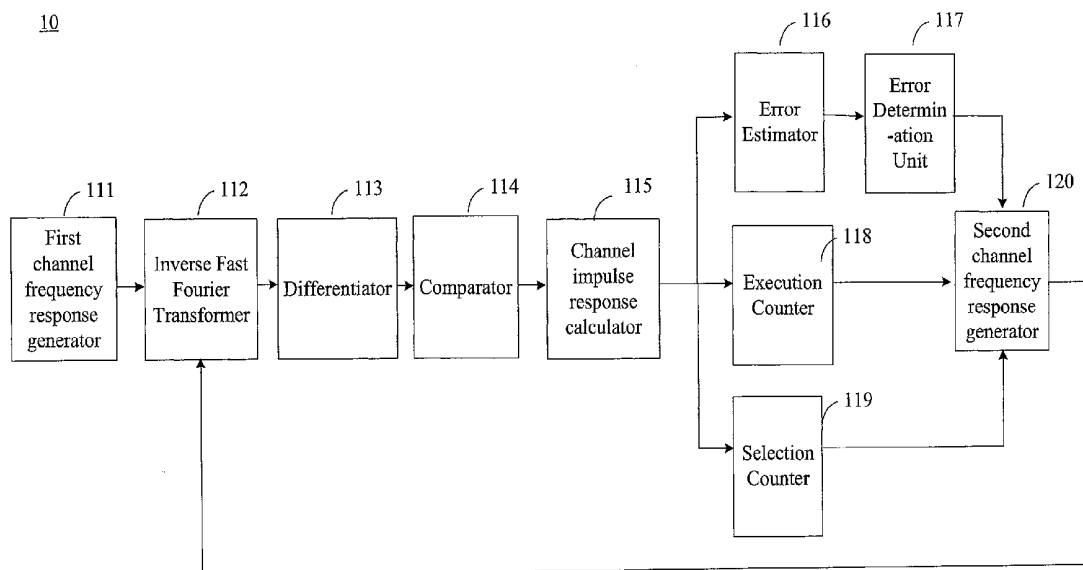 10
116
117
Error
Estimator
Error
Determin
-ation
Unit
111
112
113
114
115
120
First
channel
frequency
response
generator
Inverse Fast
Fourier
Transformer
Differentiator
Comparator
Channel
impulse
response
calculator
118
Execution
Counter
Second
channel
frequency
response
generator
119
Selection
Counter